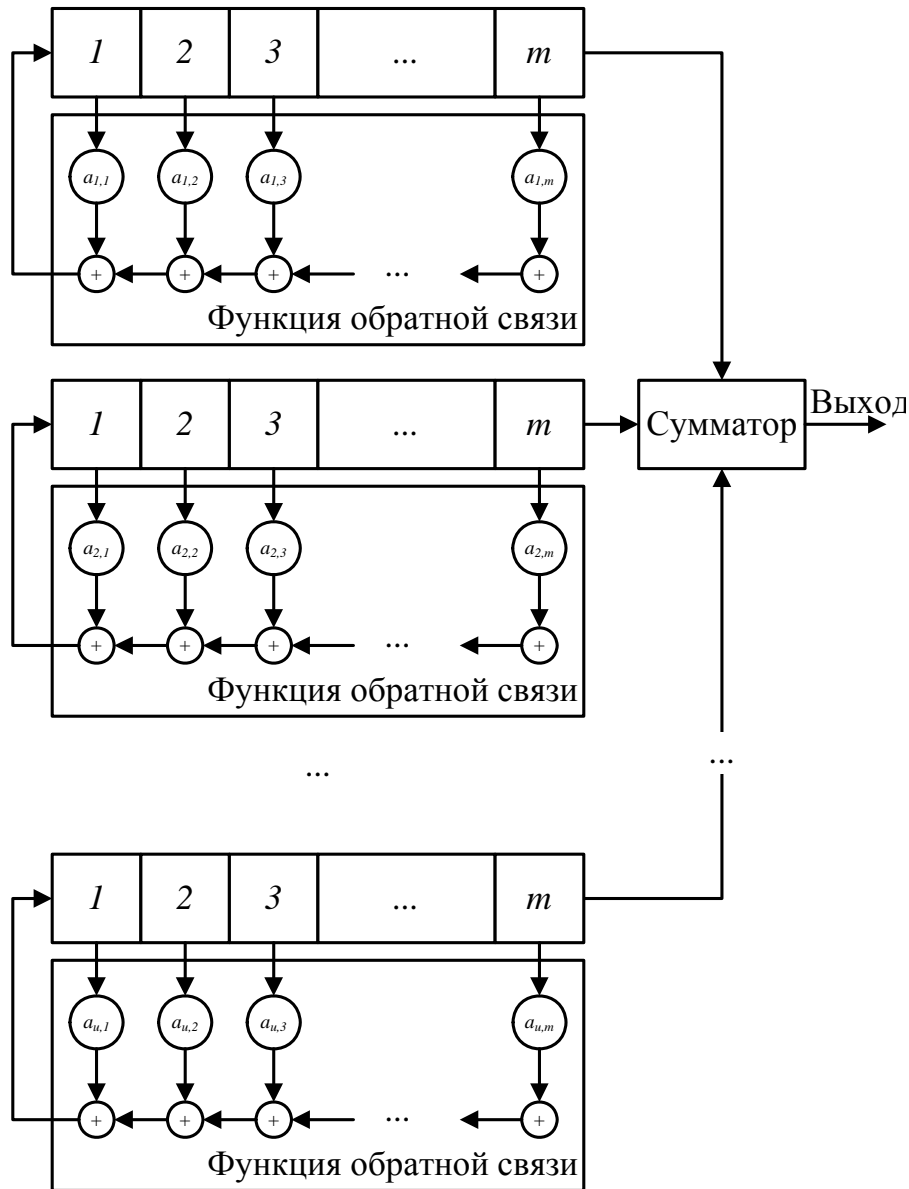 1 2 3 ... m
a1,1 a1,2 a1,3 a1,m
+ + + ... +
Функция обратной связи
1 2 3 ... m
Сумматор
Выход
a2,1 a2,2 a2,3 a2,m
+ + + ... +
Функция обратной связи
... ...
1 2 3 ... m
au,1 au,2 au,3 au,m
+ + + ... +
Функция обратной связи